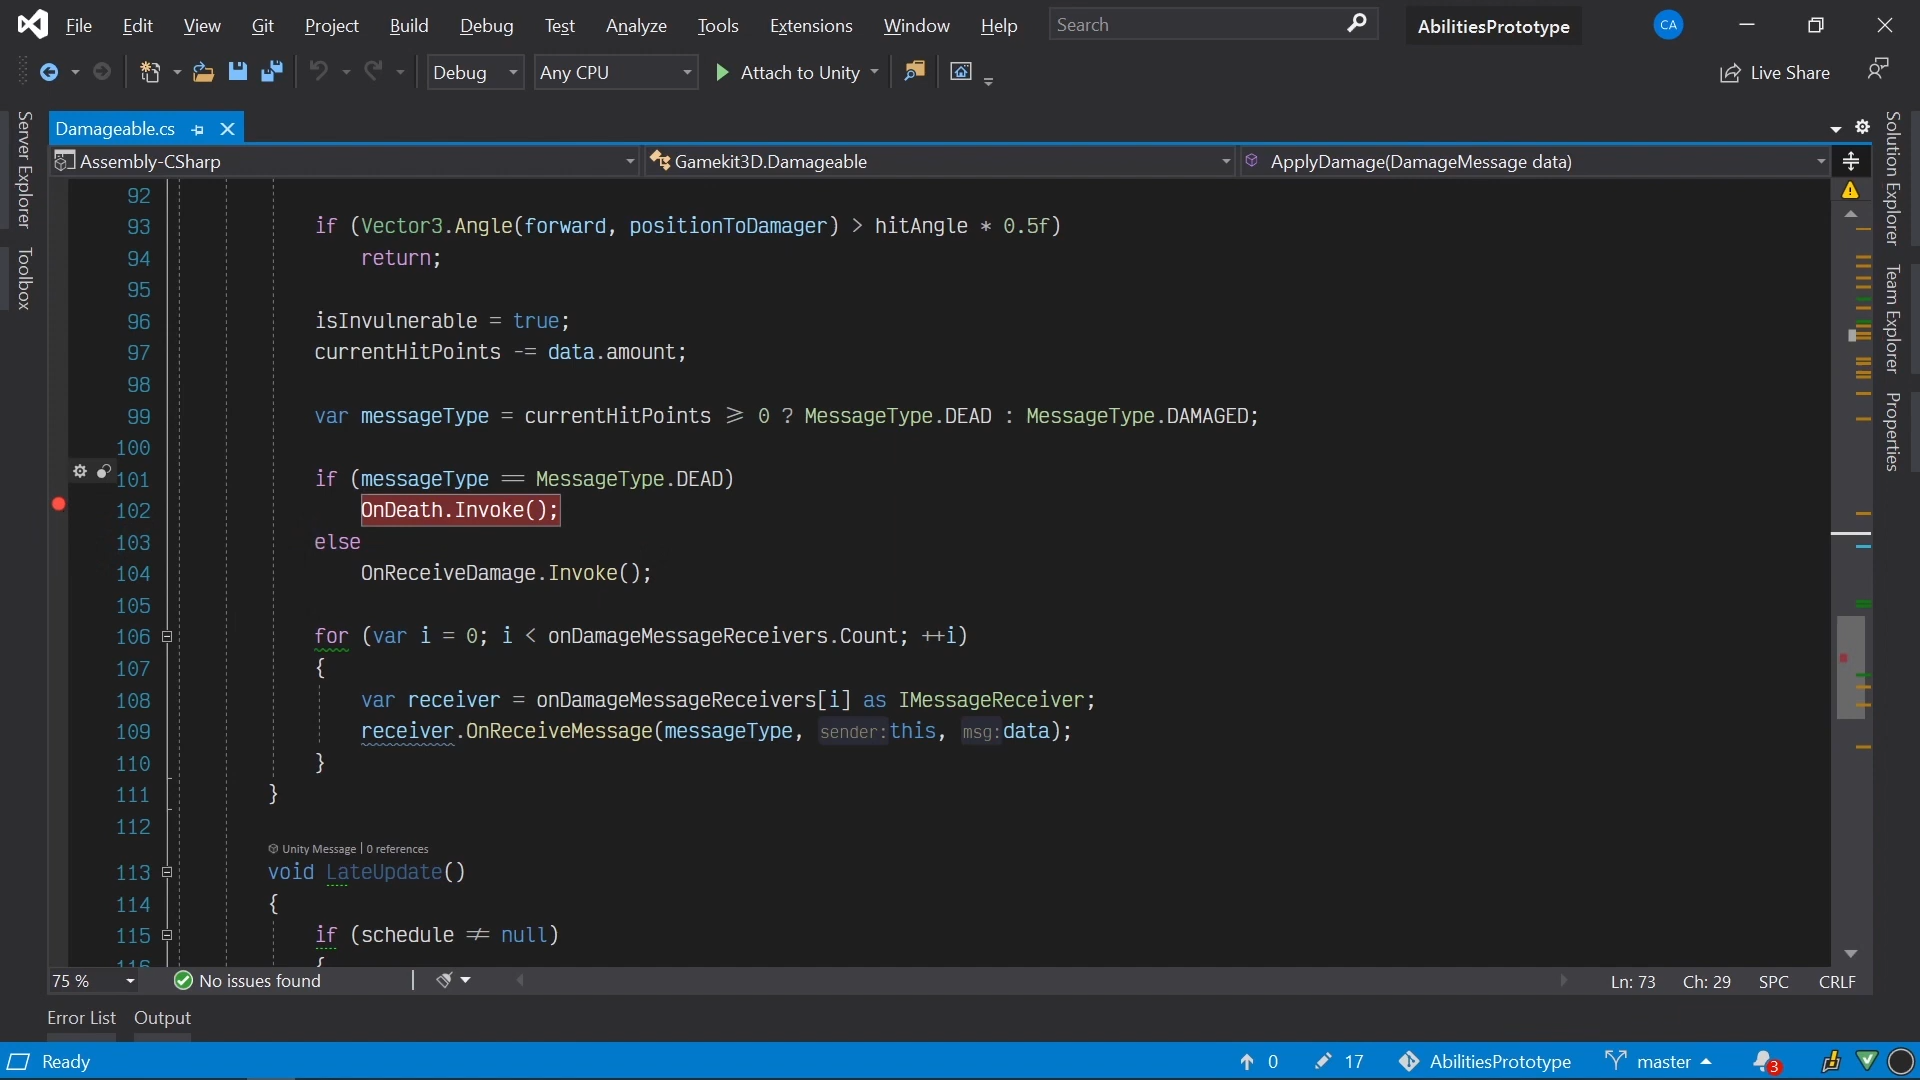 File Edit View Git Project Build Debug Test Analyze Tools Extensions Window Help Search AbilitiesPrototype CA
Debug Any CPU Attach to Unity Live Share
Server Explorer
Toolbox
Damageable.cs
Assembly-CSharp Gamekit3D.Damageable ApplyDamage(DamageMessage data)
92
93 if (Vector3.Angle(forward, positionToDamager) > hitAngle * 0.5f)
94 return;
95
96 isInvulnerable = true;
97 currentHitPoints -= data.amount;
98
99 var messageType = currentHitPoints ≥ 0 ? MessageType.DEAD : MessageType.DAMAGED;
100
101 if (messageType == MessageType.DEAD)
102 OnDeath.Invoke();
103 else
104 OnReceiveDamage.Invoke();
105
106 for (var i = 0; i < onDamageMessageReceivers.Count; ++i)
107 {
108 var receiver = onDamageMessageReceivers[i] as IMessageReceiver;
109 receiver.OnReceiveMessage(messageType, sender:this, msg:data);
110 }
111 }
112
Unity Message | 0 references
113 void LateUpdate()
114 {
115 if (schedule ≠ null)
116 {
Solution Explorer
Team Explorer
Properties
75 % No issues found Ln: 73 Ch: 29 SPC CRLF
Error List Output
Ready 0 17 AbilitiesPrototype master 3